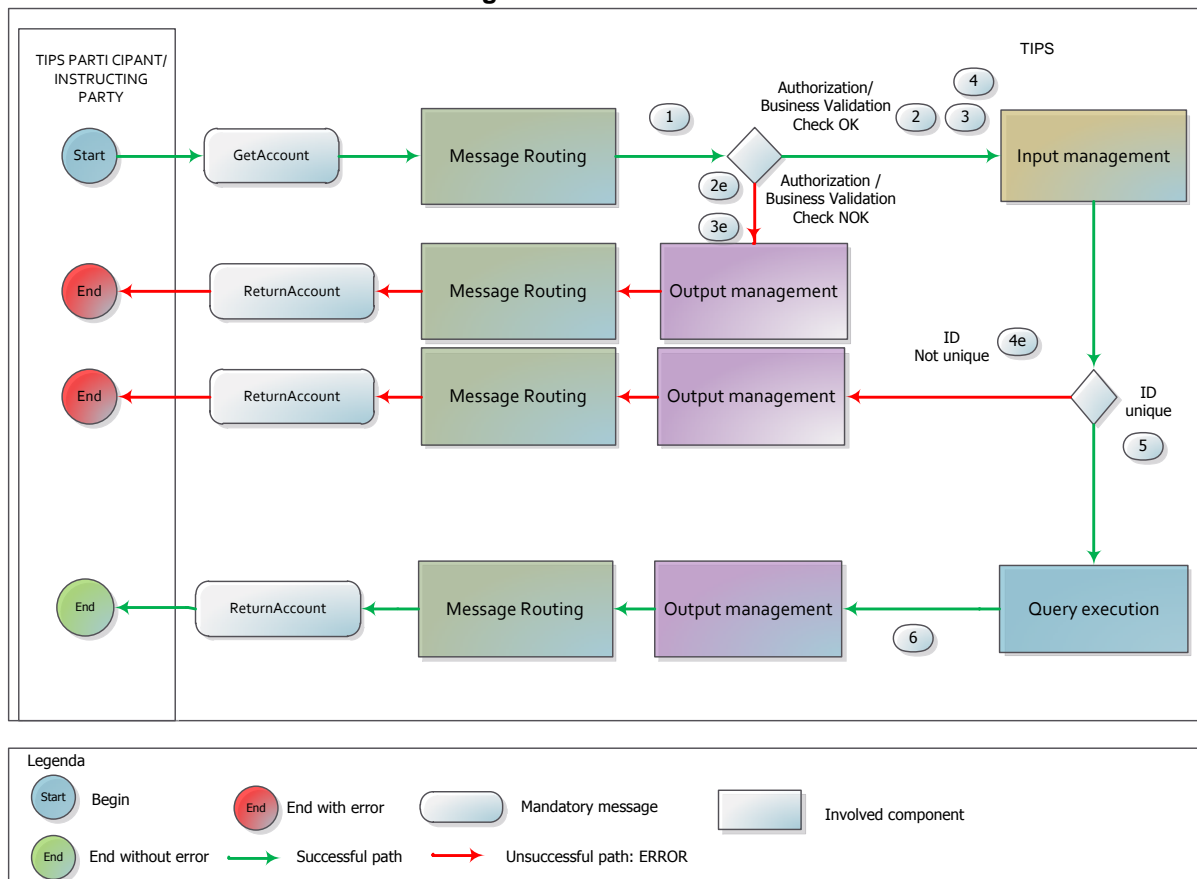 TIPS PARTI CIPANT/
INSTRUCTING
PARTY
TIPS
Start
GetAccount
Message Routing
1
Authorization/
Business Validation
Check OK
2
3
4
Input management
2e
3e
Authorization /
Business Validation
Check NOK
End
ReturnAccount
Message Routing
Output management
End
ReturnAccount
Message Routing
Output management
ID
Not unique
4e
ID
unique
5
End
ReturnAccount
Message Routing
Output management
6
Query execution
Legenda
Start
Begin
End
End with error
Mandatory message
Involved component
End
End without error
Successful path
Unsuccessful path: ERROR